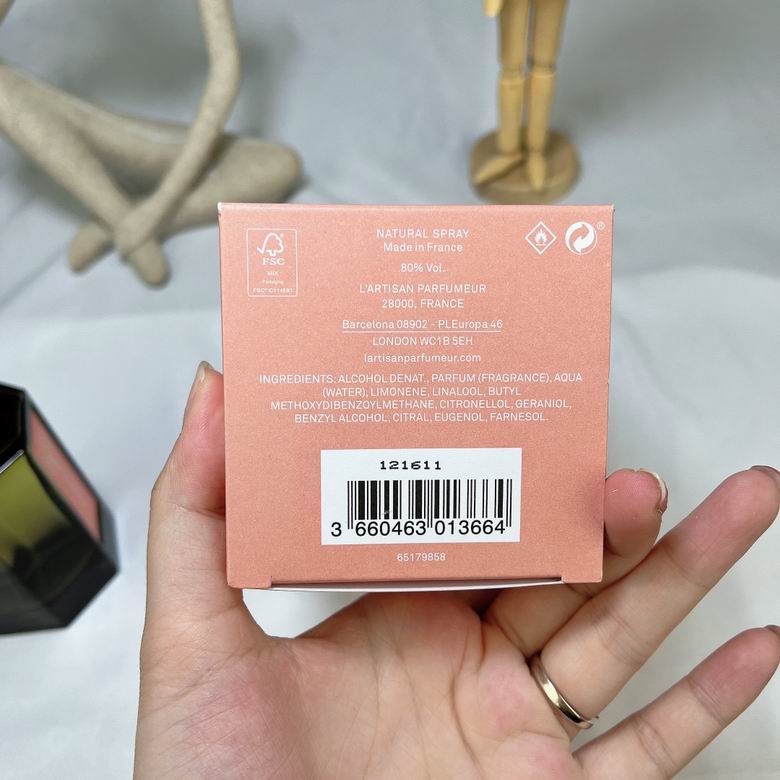 FSC
MIX
Packaging
NATURAL SPRAY
Made in France
80% Vol.
L'ARTISAN PARFUMEUR
28000, FRANCE
Barcelona 08902 - PLEuropa 46
LONDON WC1B 5EH
lartisanparfumeur.com
INGREDIENTS: ALCOHOL DENAT., PARFUM (FRAGRANCE), AQUA
(WATER), LIMONENE, LINALOOL, BUTYL
METHOXYDIBENZOYLMETHANE, CITRONELLOL, GERANIOL,
BENZYL ALCOHOL, CITRAL, EUGENOL, FARNESOL.
121611
3 660463 013664
65179858